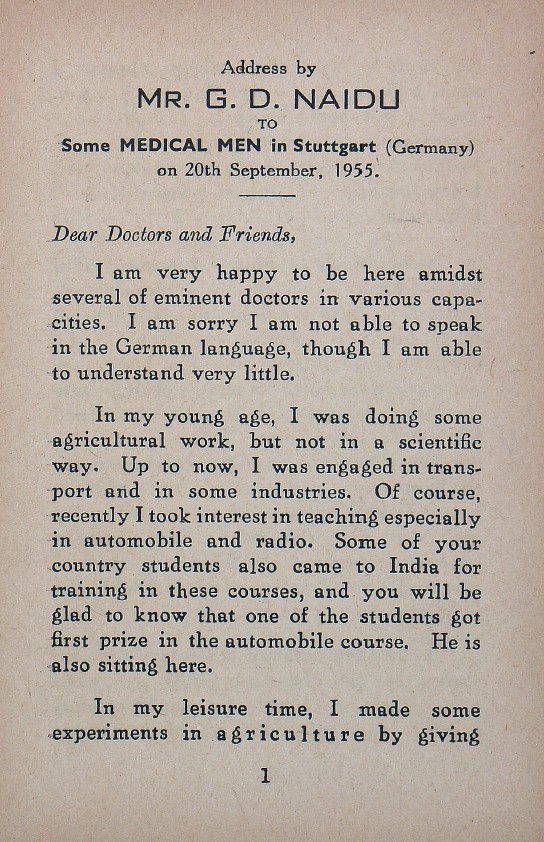 Address by
MR. G. D. NAIDU
TO
Some MEDICAL MEN in Stuttgart (Germany)
on 20th September, 1955.
Dear Doctors and Friends,
I am very happy to be here amidst
several of eminent doctors in various capa-
cities. I am sorry I am not able to speak
in the German language, though I am able
to understand very little.
In my young age, I was doing some
agricultural work, but not in a scientific
way. Up to now, I was engaged in trans-
port and in some industries. Of course,
recently I took interest in teaching especially
in automobile and radio. Some of your
country students also came to India for
training in these courses, and you will be
glad to know that one of the students got
first prize in the automobile course. He is
also sitting here.
In my leisure time, I made some
experiments in agriculture by giving
1